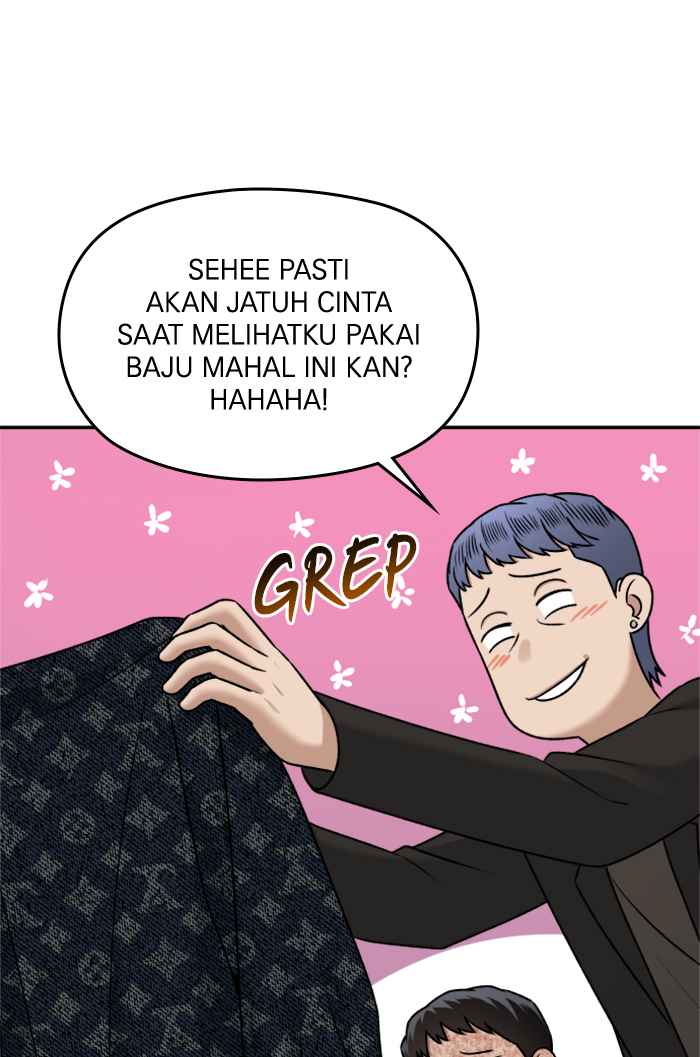 SEHEE PASTI
AKAN JATUH CINTA
SAAT MELIHATKU PAKAI
BAJU MAHAL INI KAN?
HAHAHA!
GREP